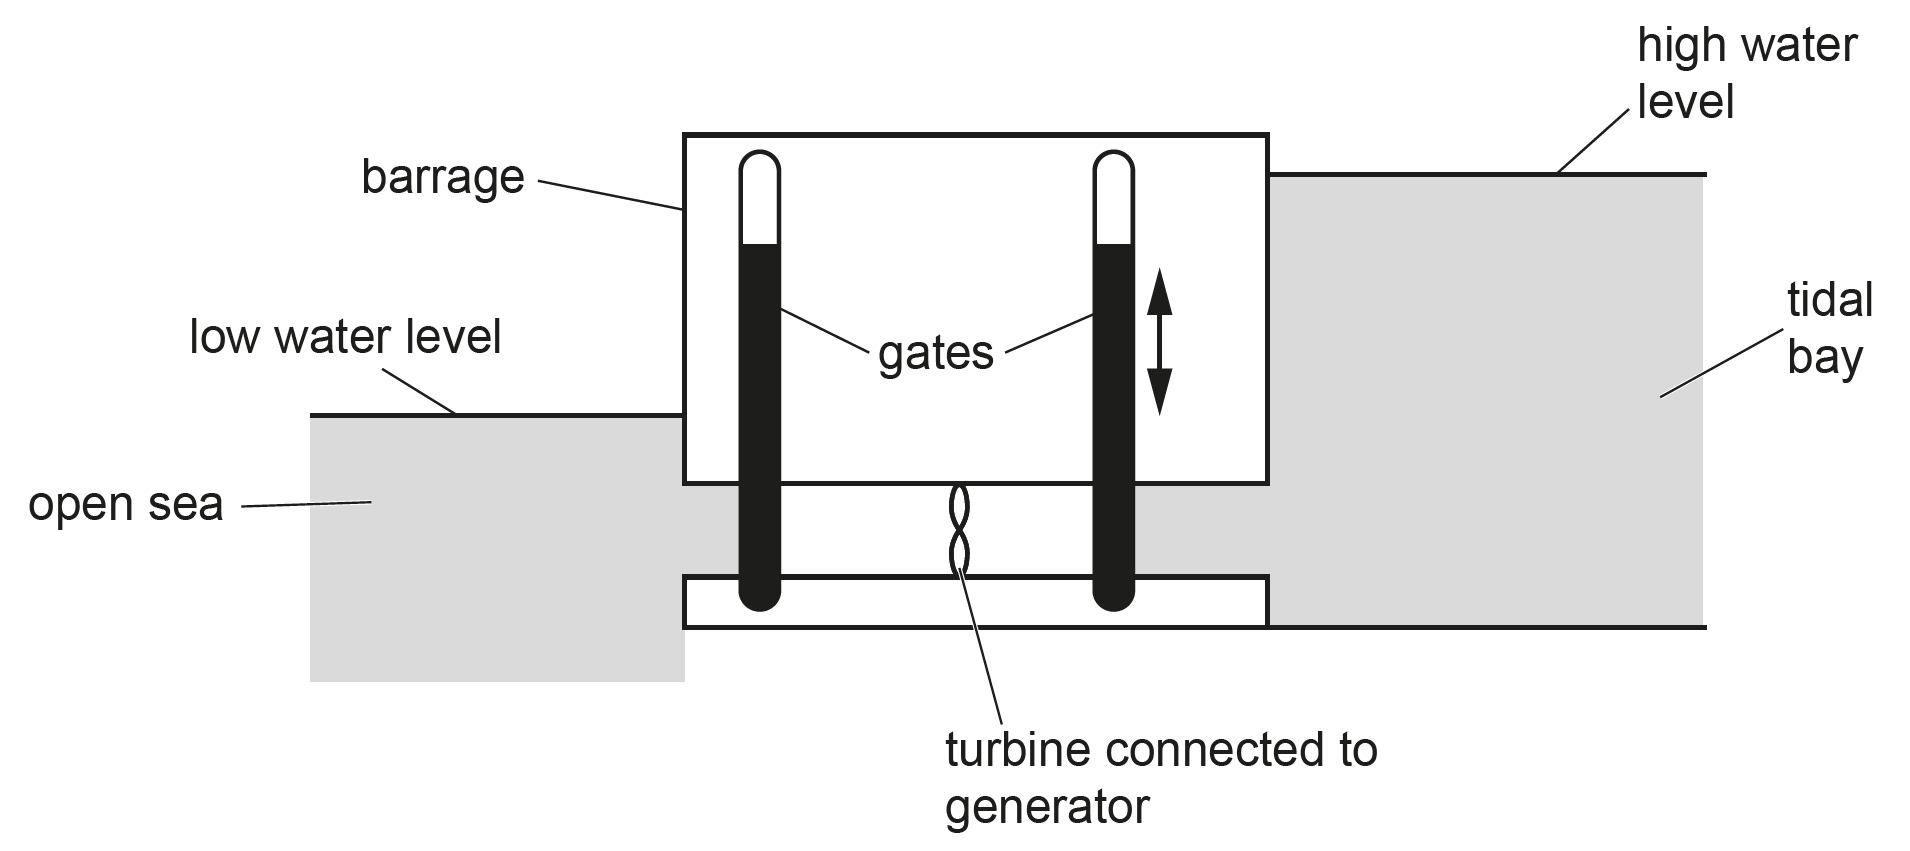 high water
level
barrage
tidal
bay
low water level
gates
open sea
turbine connected to
generator